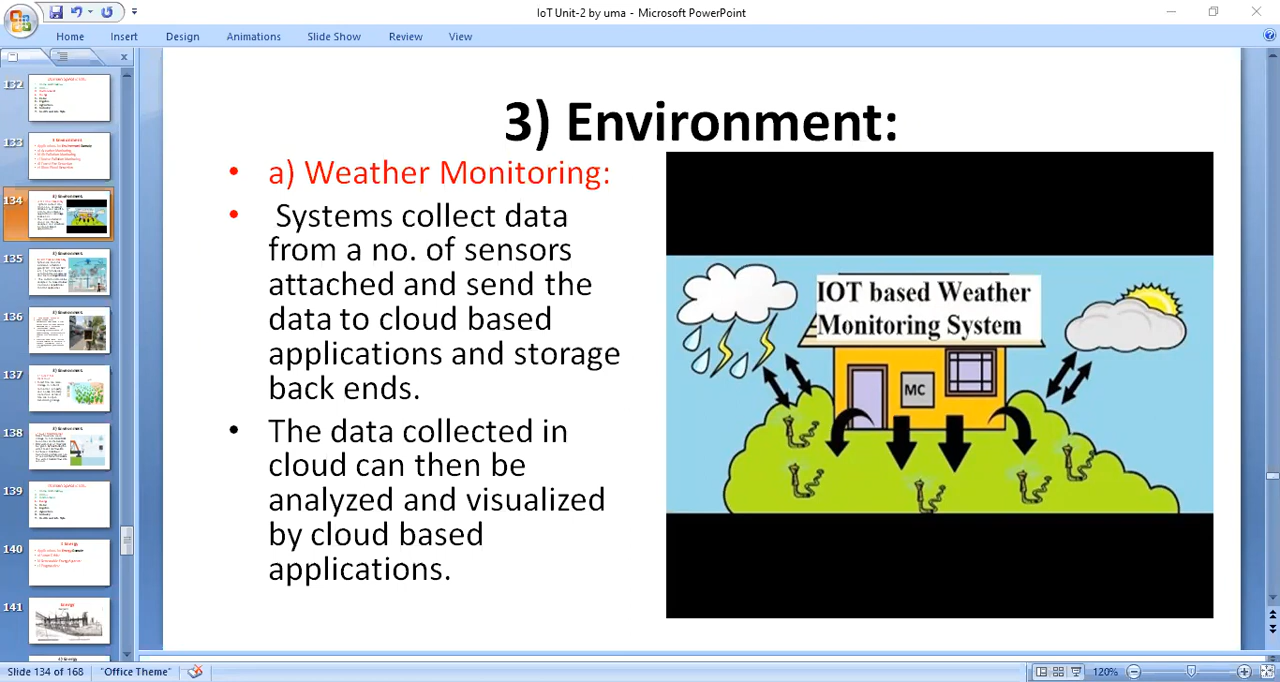 IoT Unit-2 by uma - Microsoft PowerPoint
Home Insert Design Animations Slide Show Review View
132
133
134
135
136
137
138
139
140
141
3) Environment:
• a) Weather Monitoring:
• Systems collect data
from a no. of sensors
attached and send the
data to cloud based
applications and storage
back ends.
• The data collected in
cloud can then be
analyzed and visualized
by cloud based
applications.
IOT based Weather
Monitoring System
MC
Slide 134 of 168 "Office Theme" 120%